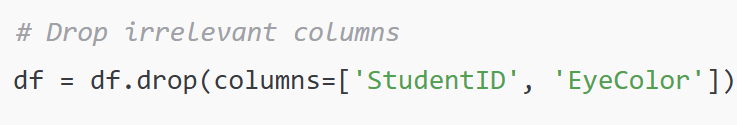 # Drop irrelevant columns
df = df.drop(columns=['StudentID', 'EyeColor'])